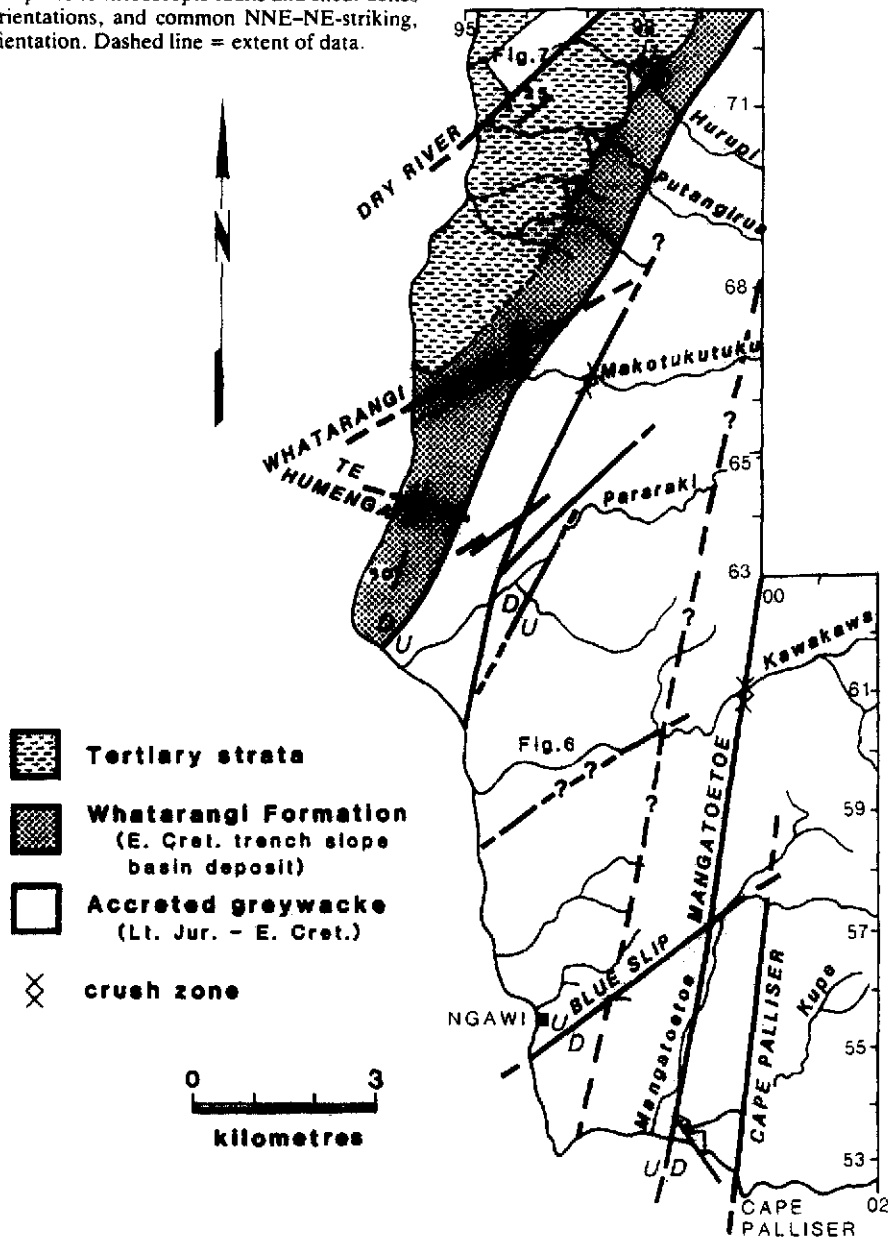 rientations, and common NNE–NE-striking,
ientation. Dashed line = extent of data.
95
Fig.7
71
Hurupi
DRY RIVER
Putangirua
?
68
Makotukutuku
WHATARANGI
?
TE
HUMENGA
65
Pararaki
?
63
D
U
D
U
00
?
Kawakawa
61
Fig.6
MANGATOETOE
? ?
?
59
Tertiary strata
Whatarangi Formation
(E. Cret. trench slope
basin deposit)
Accreted greywacke
(Lt. Jur. - E. Cret.)
crush zone
57
BLUE SLIP
NGAWI
U
D
Mangatoetoe
CAPE PALLISER
Kupe
55
0 3
kilometres
U D
53
02
CAPE
PALLISER